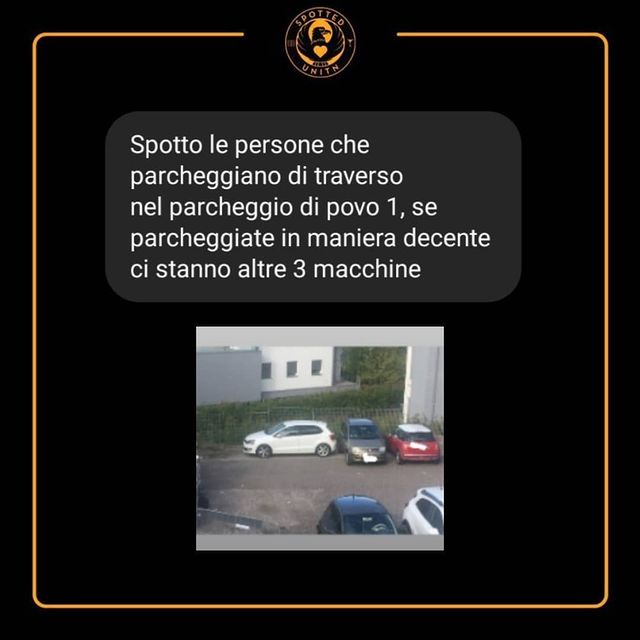 SPOTTED
UNITN
Spotto le persone che
parcheggiano di traverso
nel parcheggio di povo 1, se
parcheggiate in maniera decente
ci stanno altre 3 macchine